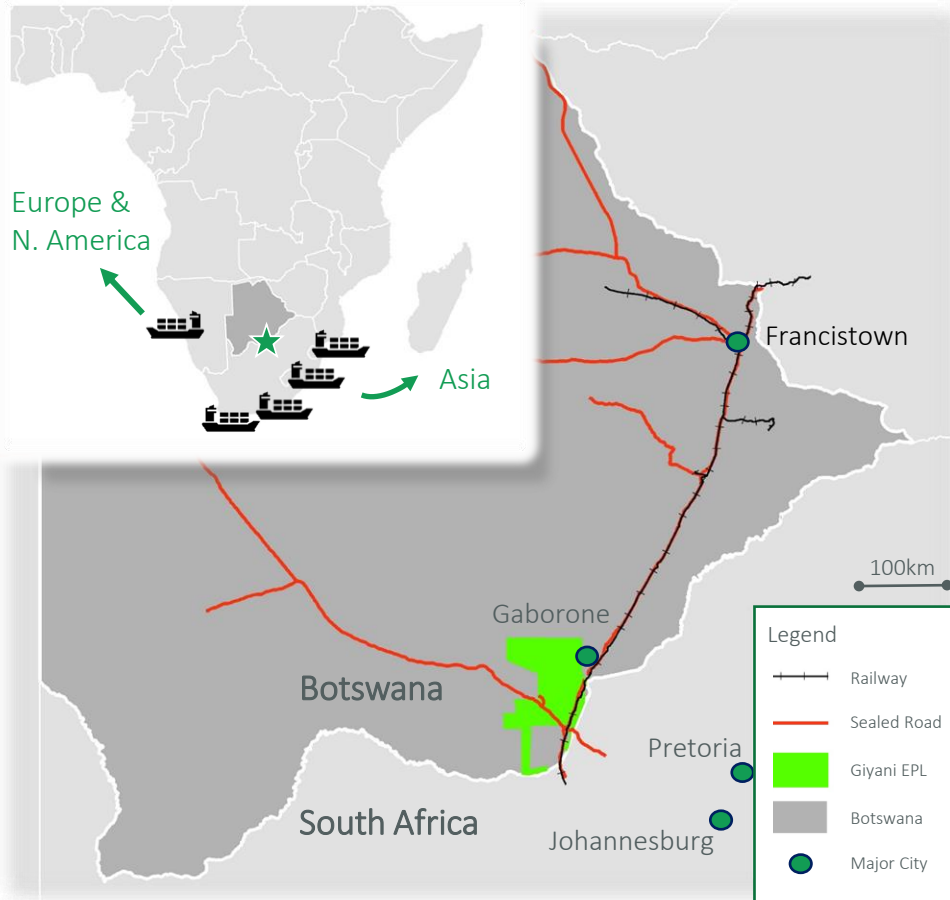 Europe &
N. America
Asia
Francistown
100km
Gaborone
Botswana
Pretoria
South Africa
Johannesburg
Legend
Railway
Sealed Road
Giyani EPL
Botswana
Major City